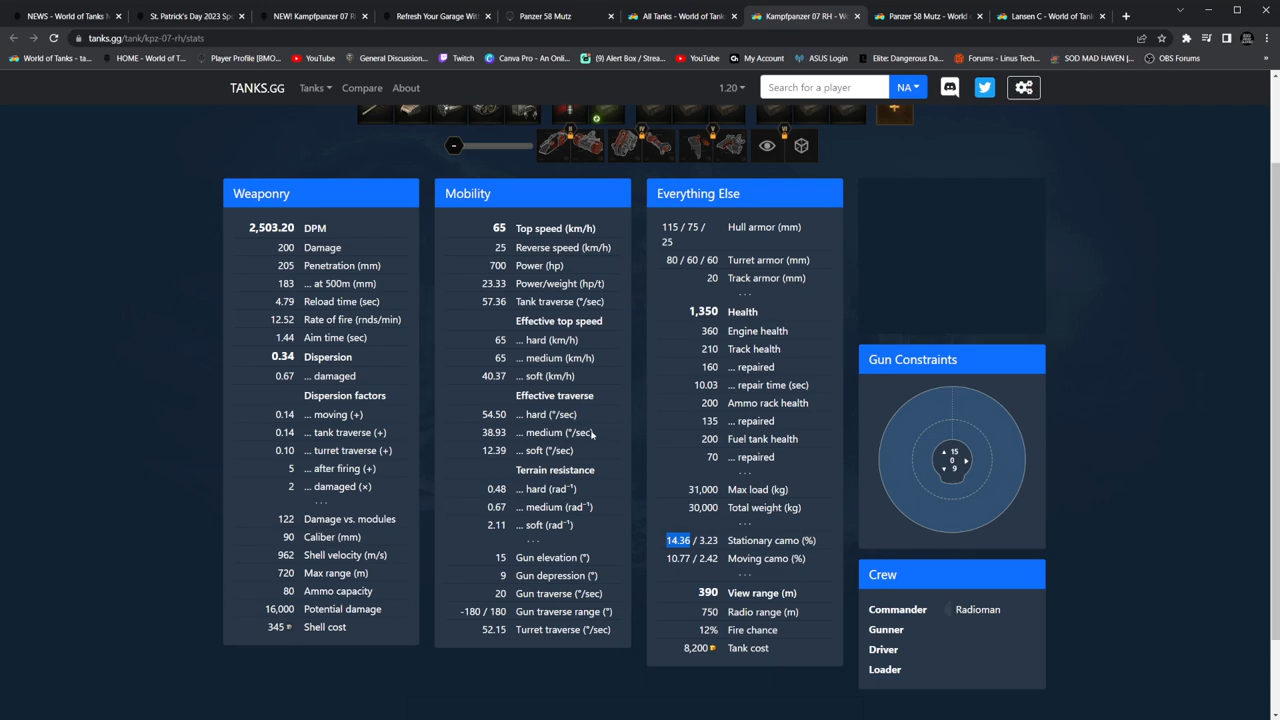 NEWS - World of Tanks
St. Patrick's Day 2023 Spe
NEW! Kampfpanzer 07 R
Refresh Your Garage With
Panzer 58 Mutz
All Tanks - World of Tanks
Kampfpanzer 07 RH - Wo
Panzer 58 Mutz - World
Lansen C - World of Tank
tanks.gg/tank/kpz-07-rh/stats
World of Tanks - ta...
HOME - World of T...
Player Profile ([BMO...
YouTube
General Discussion...
Twitch
Canva Pro - An Onli...
(9) Alert Box / Strea...
YouTube
My Account
ASUS Login
Elite: Dangerous Da...
Forums - Linus Tech...
SOD MAD HAVEN |...
OBS Forums
»
TANKS.GG
Tanks
Compare
About
1.20
Search for a player
NA
II
IV
V
VI
Weaponry
2,503.20 DPM
200 Damage
205 Penetration (mm)
183 ... at 500m (mm)
4.79 Reload time (sec)
12.52 Rate of fire (rnds/min)
1.44 Aim time (sec)
0.34 Dispersion
0.67 ... damaged
Dispersion factors
0.14 ... moving (+)
0.14 ... tank traverse (+)
0.10 ... turret traverse (+)
5 ... after firing (+)
2 ... damaged (×)
...
122 Damage vs. modules
90 Caliber (mm)
962 Shell velocity (m/s)
720 Max range (m)
80 Ammo capacity
16,000 Potential damage
345 Shell cost
Mobility
65 Top speed (km/h)
25 Reverse speed (km/h)
700 Power (hp)
23.33 Power/weight (hp/t)
57.36 Tank traverse (°/sec)
Effective top speed
65 ... hard (km/h)
65 ... medium (km/h)
40.37 ... soft (km/h)
Effective traverse
54.50 ... hard (°/sec)
38.93 ... medium (°/sec)
12.39 ... soft (°/sec)
Terrain resistance
0.48 ... hard (rad⁻¹)
0.67 ... medium (rad⁻¹)
2.11 ... soft (rad⁻¹)
...
15 Gun elevation (°)
9 Gun depression (°)
20 Gun traverse (°/sec)
-180 / 180 Gun traverse range (°)
52.15 Turret traverse (°/sec)
Everything Else
115 / 75 / 25 Hull armor (mm)
80 / 60 / 60 Turret armor (mm)
20 Track armor (mm)
...
1,350 Health
360 Engine health
210 Track health
160 ... repaired
10.03 ... repair time (sec)
200 Ammo rack health
135 ... repaired
200 Fuel tank health
70 ... repaired
...
31,000 Max load (kg)
30,000 Total weight (kg)
...
14.36 / 3.23 Stationary camo (%)
10.77 / 2.42 Moving camo (%)
...
390 View range (m)
750 Radio range (m)
12% Fire chance
8,200 Tank cost
Gun Constraints
15
0
9
Crew
Commander Radioman
Gunner
Driver
Loader